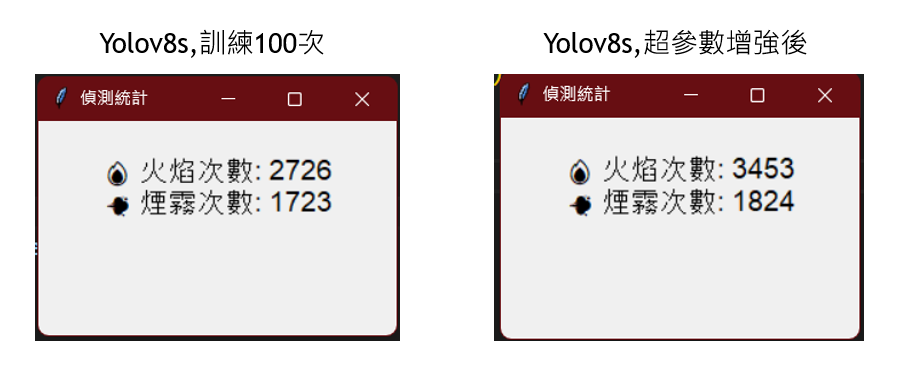 Yolov8s,訓練100次
偵測統計
火焰次數: 2726
煙霧次數: 1723
Yolov8s,超參數增強後
偵測統計
火焰次數: 3453
煙霧次數: 1824